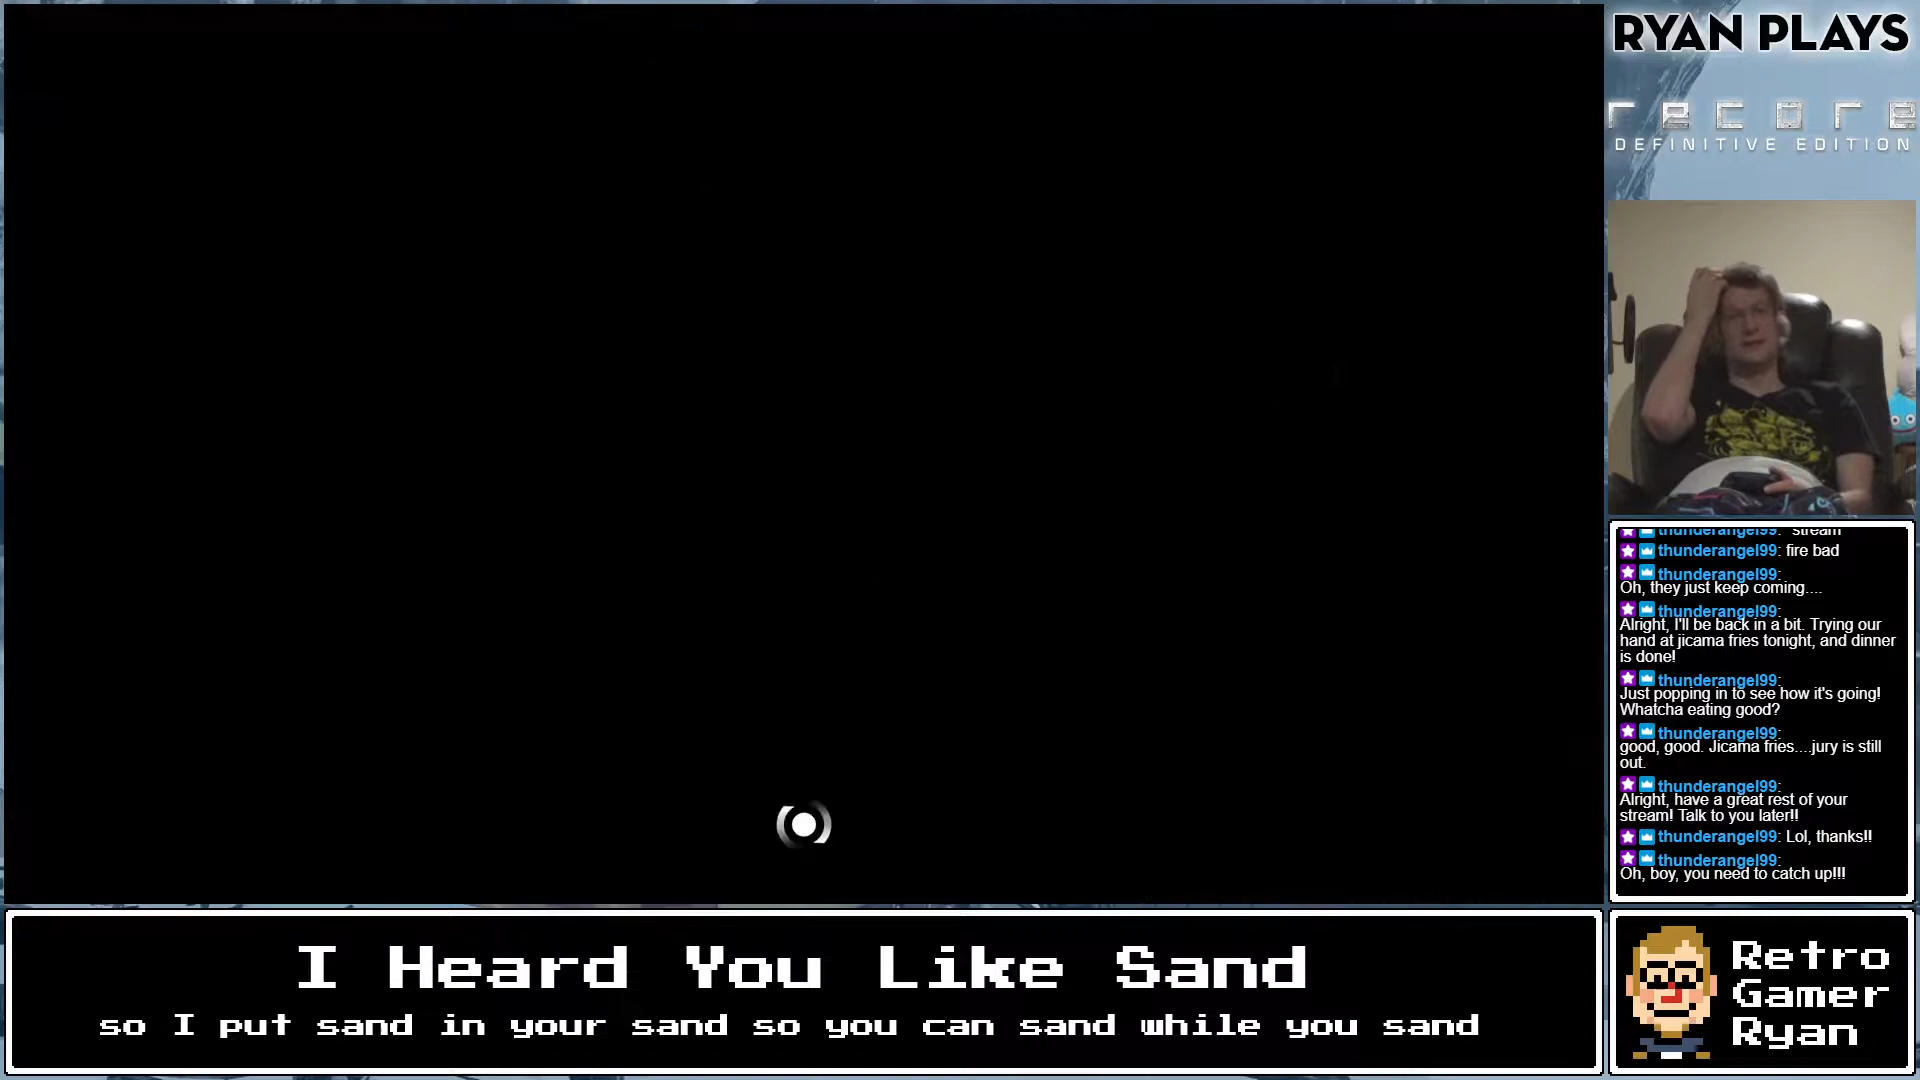 RYAN PLAYS
recore
DEFINITIVE EDITION
thunderangel99: stream
thunderangel99: fire bad
thunderangel99:
Oh, they just keep coming....
thunderangel99:
Alright, I'll be back in a bit. Trying our
hand at jicama fries tonight, and dinner
is done!
thunderangel99:
Just popping in to see how it's going!
Whatcha eating good?
thunderangel99:
good, good. Jicama fries....jury is still
out.
thunderangel99:
Alright, have a great rest of your
stream! Talk to you later!!
thunderangel99: Lol, thanks!!
thunderangel99:
Oh, boy, you need to catch up!!!
I Heard You Like Sand
so I put sand in your sand so you can sand while you sand
Retro
Gamer
Ryan